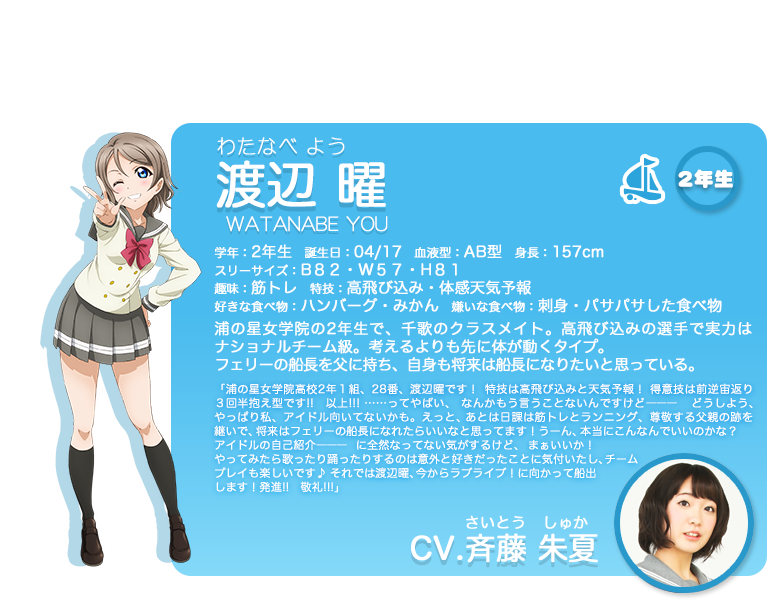 わたなべ よう
渡辺 曜
2年生
WATANABE YOU
学年：2年生　誕生日：04/17　血液型：AB型　身長：157cm
スリーサイズ：B８２・W５７・H８１
趣味：筋トレ　特技：高飛び込み・体感天気予報
好きな食べ物：ハンバーグ・みかん　嫌いな食べ物：刺身・パサパサした食べ物
浦の星女学院の2年生で、千歌のクラスメイト。高飛び込みの選手で実力は
ナショナルチーム級。考えるよりも先に体が動くタイプ。
フェリーの船長を父に持ち、自身も将来は船長になりたいと思っている。
「浦の星女学院高校2年１組、28番、渡辺曜です！ 特技は高飛び込みと天気予報！ 得意技は前逆宙返り
３回半抱え型です!!　以上!!! ……ってやばい、 なんかもう言うことないんですけど―――　どうしよう、
やっぱり私、アイドル向いてないかも。えっと、あとは日課は筋トレとランニング、尊敬する父親の跡を
継いで、将来はフェリーの船長になれたらいいなと思ってます！うーん、本当にこんなんでいいのかな？
アイドルの自己紹介――― に全然なってない気がするけど、 まぁいいか！
やってみたら歌ったり踊ったりするのは意外と好きだったことに気付いたし、チーム
プレイも楽しいです♪ それでは渡辺曜、今からラブライブ！に向かって船出
します！発進!!　敬礼!!!」
さいとう　しゅか
CV.斉藤 朱夏